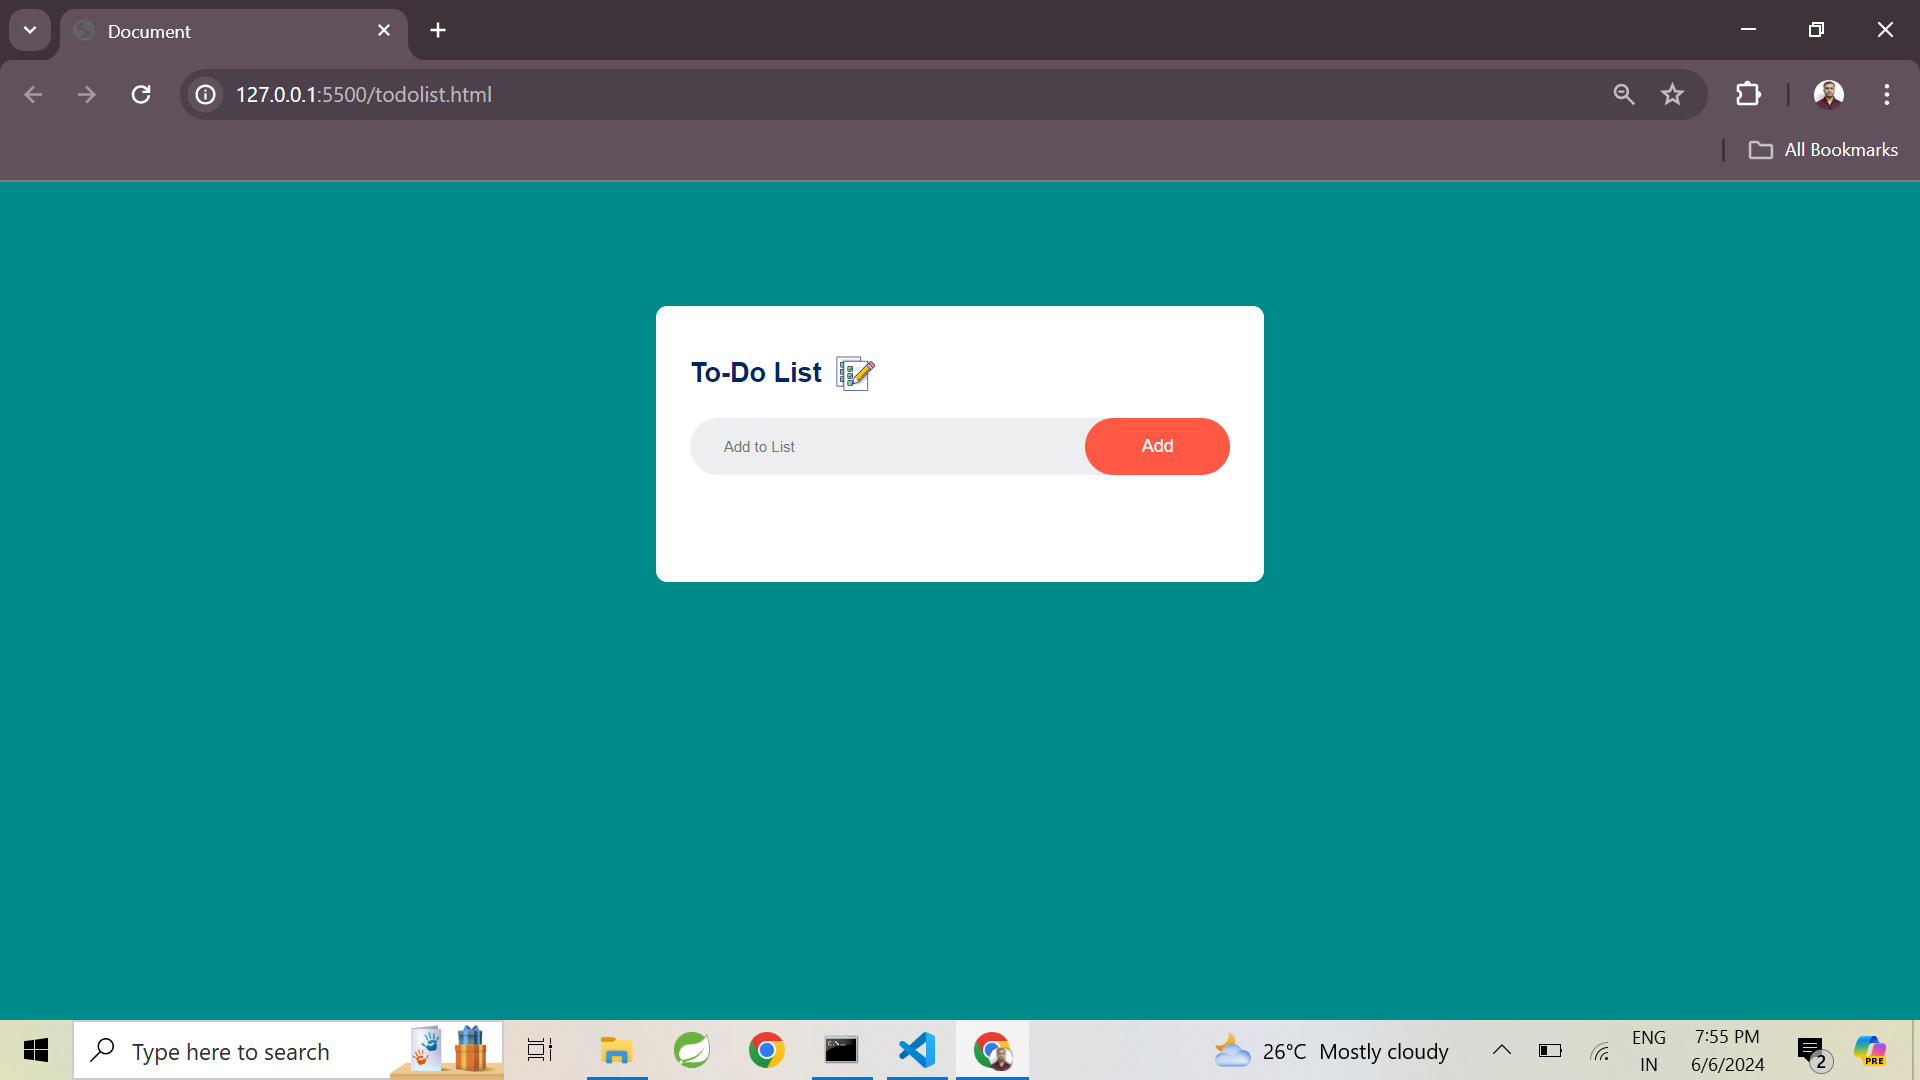 Document
127.0.0.1:5500/todolist.html
All Bookmarks
To-Do List
Add to List
Add
Type here to search
26°C Mostly cloudy
ENG
IN
7:55 PM
6/6/2024
2
PRE